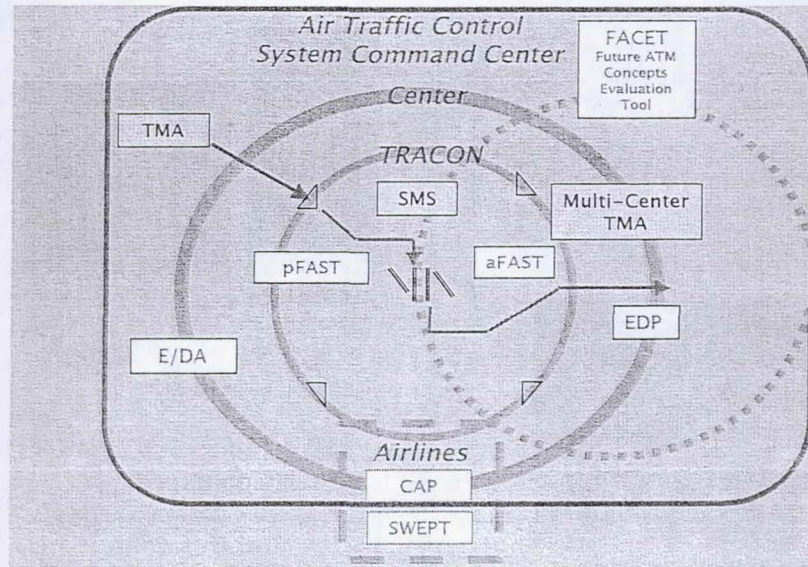 Air Traffic Control
System Command Center
FACET
Future ATM
Concepts
Evaluation
Tool
Center
TMA
TRACON
SMS
Multi-Center
TMA
pFAST
aFAST
EDP
E/DA
Airlines
CAP
SWEPT